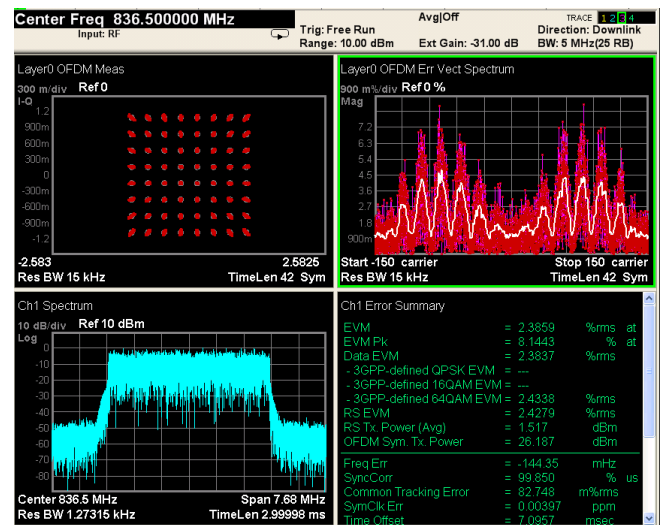 Center Freq 836.500000 MHz
Input: RF
Trig: Free Run
Range: 10.00 dBm
Avg|Off
Ext Gain: -31.00 dB
TRACE 1 2 3 4
Direction: Downlink
BW: 5 MHz(25 RB)
Layer0 OFDM Meas
300 m/div Ref 0
I-Q
1.2
900m
600m
300m
0
-300m
-600m
-900m
-1.2
-2.583 2.5825
Res BW 15 kHz TimeLen 42 Sym
Layer0 OFDM Err Vect Spectrum
900 m%/div Ref 0 %
Mag
7.2
6.3
5.4
4.5
3.6
2.7
1.8
900m
Start -150 carrier Stop 150 carrier
Res BW 15 kHz TimeLen 42 Sym
Ch1 Spectrum
10 dB/div Ref 10 dBm
Log
0
-10
-20
-30
-40
-50
-60
-70
-80
Center 836.5 MHz Span 7.68 MHz
Res BW 1.27315 kHz TimeLen 2.99998 ms
Ch1 Error Summary
EVM = 2.3859 %rms at
EVM Pk = 8.1443 % at
Data EVM = 2.3837 %rms
- 3GPP-defined QPSK EVM = ---
- 3GPP-defined 16QAM EVM = ---
- 3GPP-defined 64QAM EVM = 2.4338 %rms
RS EVM = 2.4279 %rms
RS Tx. Power (Avg) = 1.517 dBm
OFDM Sym. Tx. Power = 26.187 dBm
Freq Err = -144.35 mHz
SyncCorr = 99.850 % us
Common Tracking Error = 82.748 m%rms
SymClk Err = 0.00397 ppm
Time Offset = 7.0957 msec